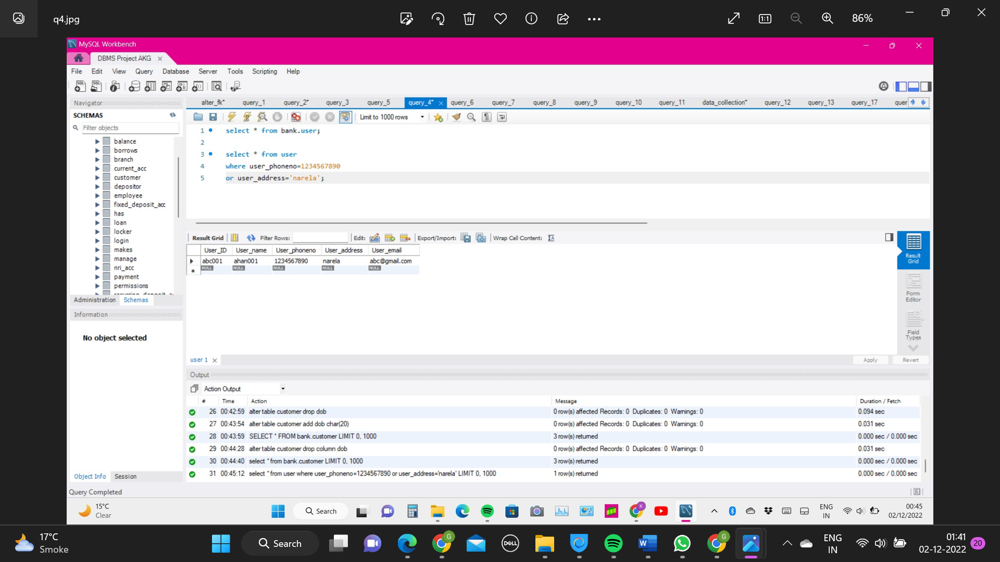 q4.jpg
86%
MySQL Workbench
DBMS Project AKG
File Edit View Query Database Server Tools Scripting Help
Navigator
SCHEMAS
Filter objects
balance
borrows
branch
current_acc
customer
depositor
employee
fixed_deposit_acc
has
loan
locker
login
makes
manage
nri_acc
payment
permissions
Administration Schemas
Information
No object selected
Object Info Session
Query Completed
alter_fk* query_1 query_2* query_3 query_5 query_4* query_6 query_7 query_8 query_9 query_10 query_11 data_collection* query_12 query_13 query_17 quer
Limit to 1000 rows
1 select * from bank.user;
2
3 select * from user
4 where user_phoneno=1234567890
5 or user_address='narela';
Result Grid Filter Rows: Edit: Export/Import: Wrap Cell Content:
User_ID User_name User_phoneno User_address User_email
abc001 ahan001 1234567890 narela abc@gmail.com
NULL NULL NULL NULL NULL
Result Grid
Form Editor
Field Types
user 1
Apply Revert
Output
Action Output
# Time Action Message Duration / Fetch
26 00:42:59 alter table customer drop dob 0 row(s) affected Records: 0 Duplicates: 0 Warnings: 0 0.094 sec
27 00:43:54 alter table customer add dob char(20) 0 row(s) affected Records: 0 Duplicates: 0 Warnings: 0 0.031 sec
28 00:43:59 SELECT * FROM bank.customer LIMIT 0, 1000 3 row(s) returned 0.000 sec / 0.000 sec
29 00:44:28 alter table customer drop column dob 0 row(s) affected Records: 0 Duplicates: 0 Warnings: 0 0.031 sec
30 00:44:40 select * from bank.customer LIMIT 0, 1000 3 row(s) returned 0.000 sec / 0.000 sec
31 00:45:12 select * from user where user_phoneno=1234567890 or user_address='narela' LIMIT 0, 1000 1 row(s) returned 0.000 sec / 0.000 sec
15°C
Clear
Search
ENG
IN
00:45
02/12/2022
17°C
Smoke
Search
DELL
ENG
IN
01:41
02-12-2022
20